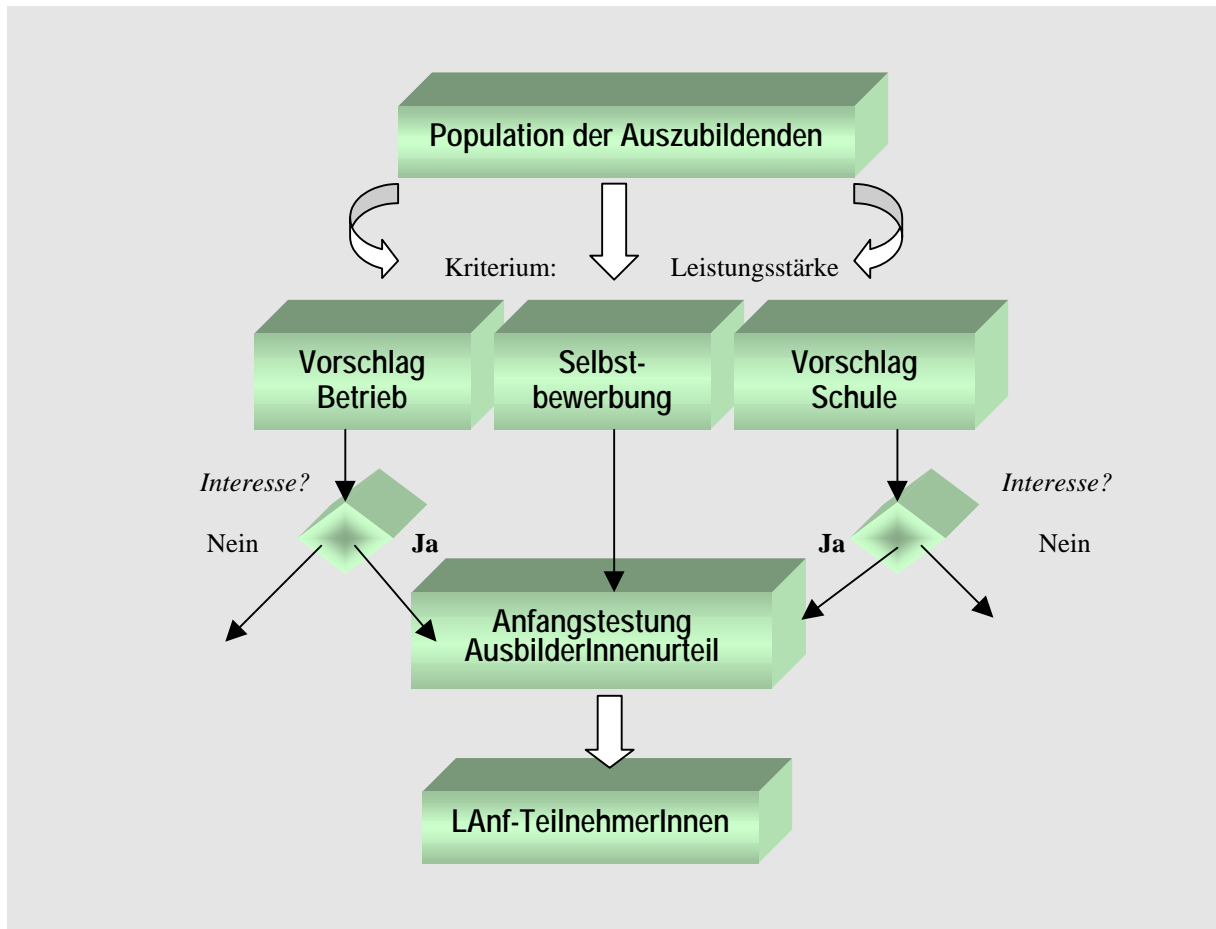 Population der Auszubildenden
Kriterium: Leistungsstärke
Vorschlag
Betrieb
Selbst-
bewerbung
Vorschlag
Schule
Interesse?
Interesse?
Nein
Ja
Ja
Nein
Anfangstestung
AusbilderInnenurteil
LAnf-TeilnehmerInnen